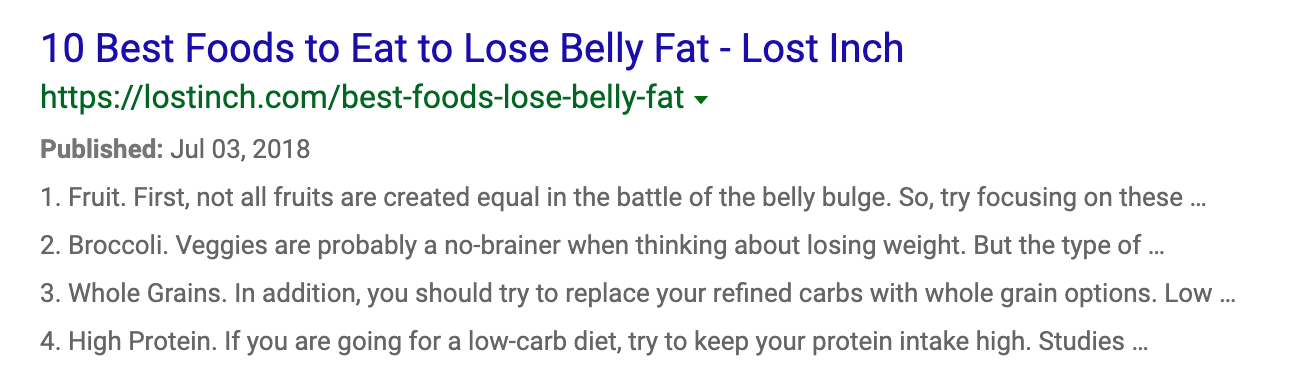 10 Best Foods to Eat to Lose Belly Fat - Lost Inch
https://lostinch.com/best-foods-lose-belly-fat
Published: Jul 03, 2018
1. Fruit. First, not all fruits are created equal in the battle of the belly bulge. So, try focusing on these ...
2. Broccoli. Veggies are probably a no-brainer when thinking about losing weight. But the type of ...
3. Whole Grains. In addition, you should try to replace your refined carbs with whole grain options. Low ...
4. High Protein. If you are going for a low-carb diet, try to keep your protein intake high. Studies ...